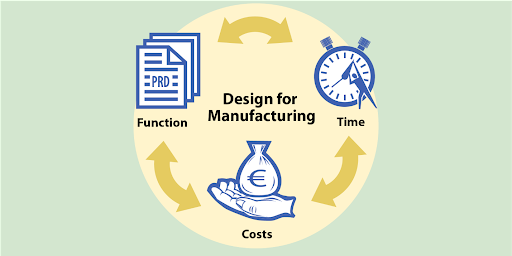 PRD
Function
Design for
Manufacturing
Time
€
Costs